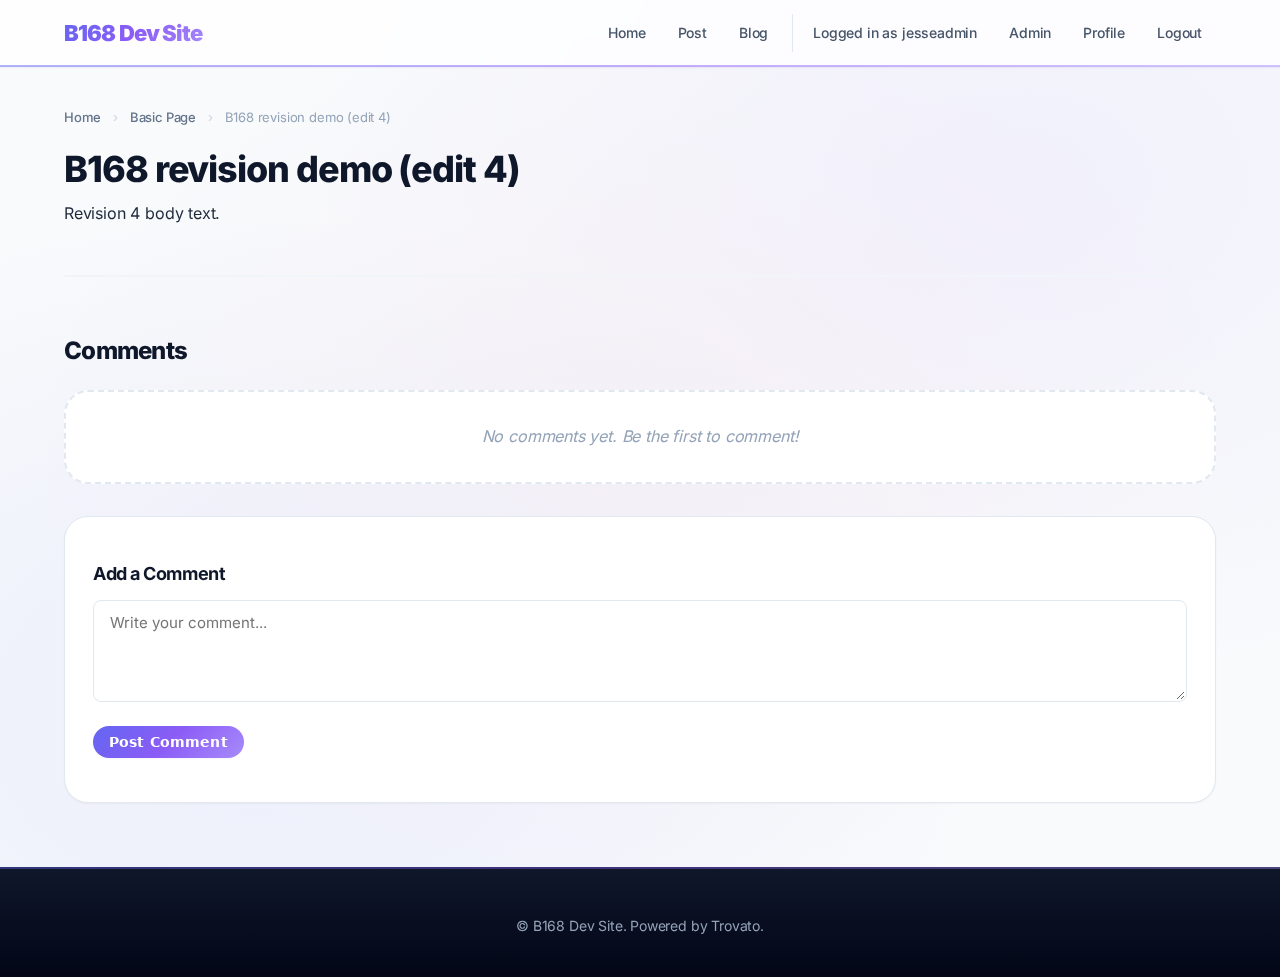 B168 Dev Site
Home Post Blog Logged in as jesseadmin Admin Profile Logout
Home › Basic Page › B168 revision demo (edit 4)
B168 revision demo (edit 4)
Revision 4 body text.
Comments
No comments yet. Be the first to comment!
Add a Comment
Write your comment...
Post Comment
© B168 Dev Site. Powered by Trovato.